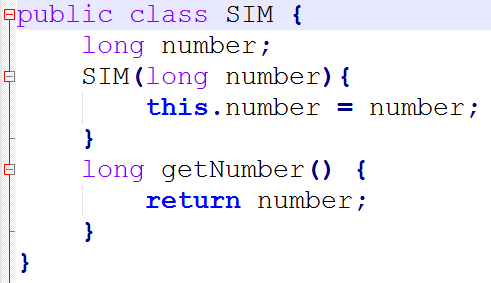 public class SIM {
    long number;
    SIM(long number){
        this.number = number;
    }
    long getNumber() {
        return number;
    }
}